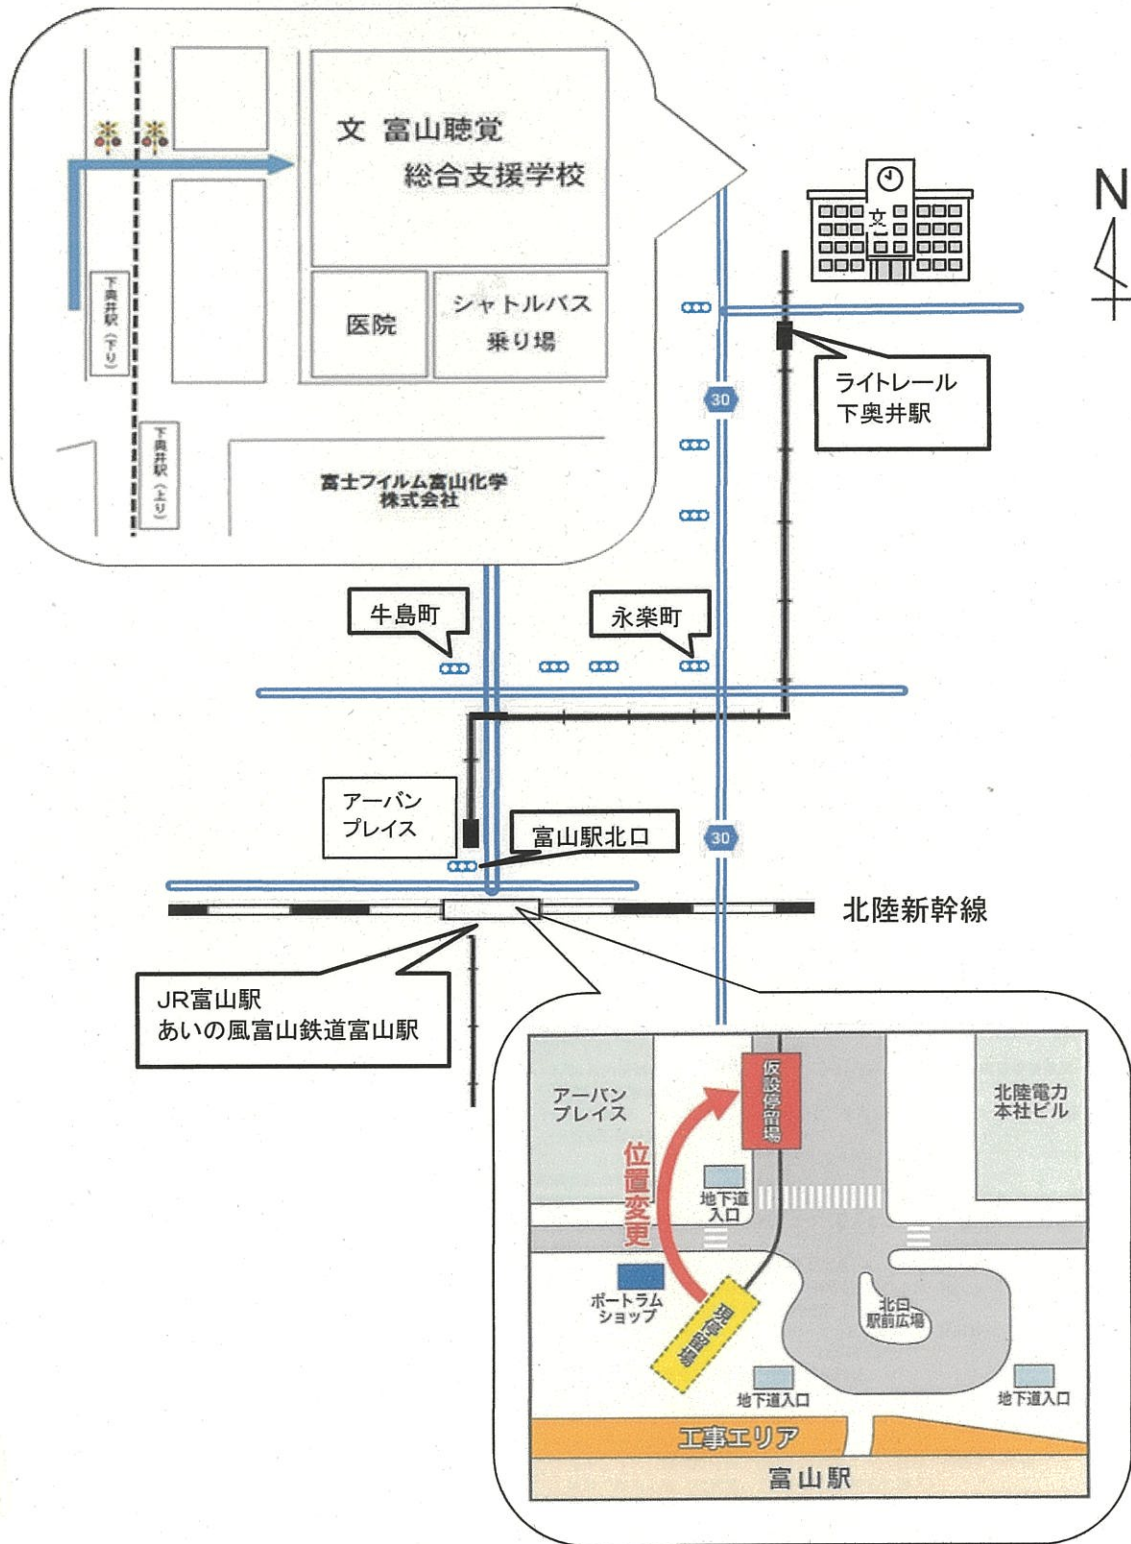 文 富山聴覚
総合支援学校
下奥井駅(下り)
医院
シャトルバス
乗り場
下奥井駅(上り)
富士フイルム富山化学
株式会社
N
文
ライトレール
下奥井駅
30
牛島町
永楽町
アーバン
プレイス
富山駅北口
30
北陸新幹線
JR富山駅
あいの風富山鉄道富山駅
アーバン
プレイス
仮設停留場
北陸電力
本社ビル
位置変更
地下道
入口
ポートラム
ショップ
現停留場
北口
駅前広場
地下道入口
地下道入口
工事エリア
富山駅